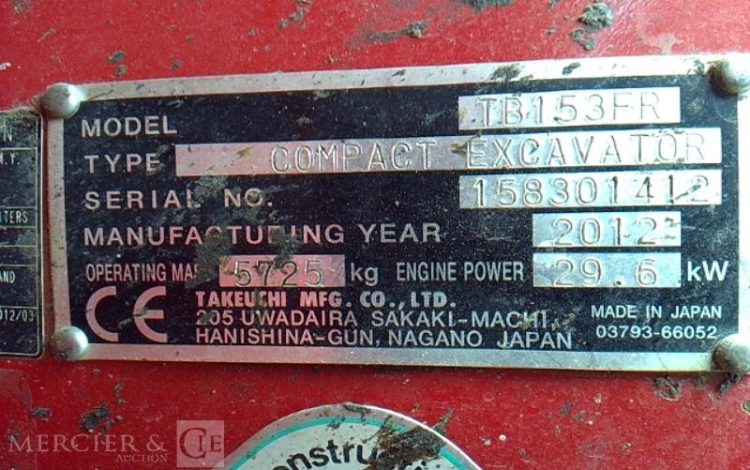 MODEL TB153FR
TYPE COMPACT EXCAVATOR
SERIAL NO. 158301412
MANUFACTURING YEAR 2012
OPERATING 5725 kg ENGINE POWER 29.6 kW
CE TAKEUCHI MFG. CO.,LTD.
205 UWADAIRA SAKAKI-MACHI, MADE IN JAPAN
HANISHINA-GUN, NAGANO JAPAN 03793-66052
MERCIER & CIE
AUCTION